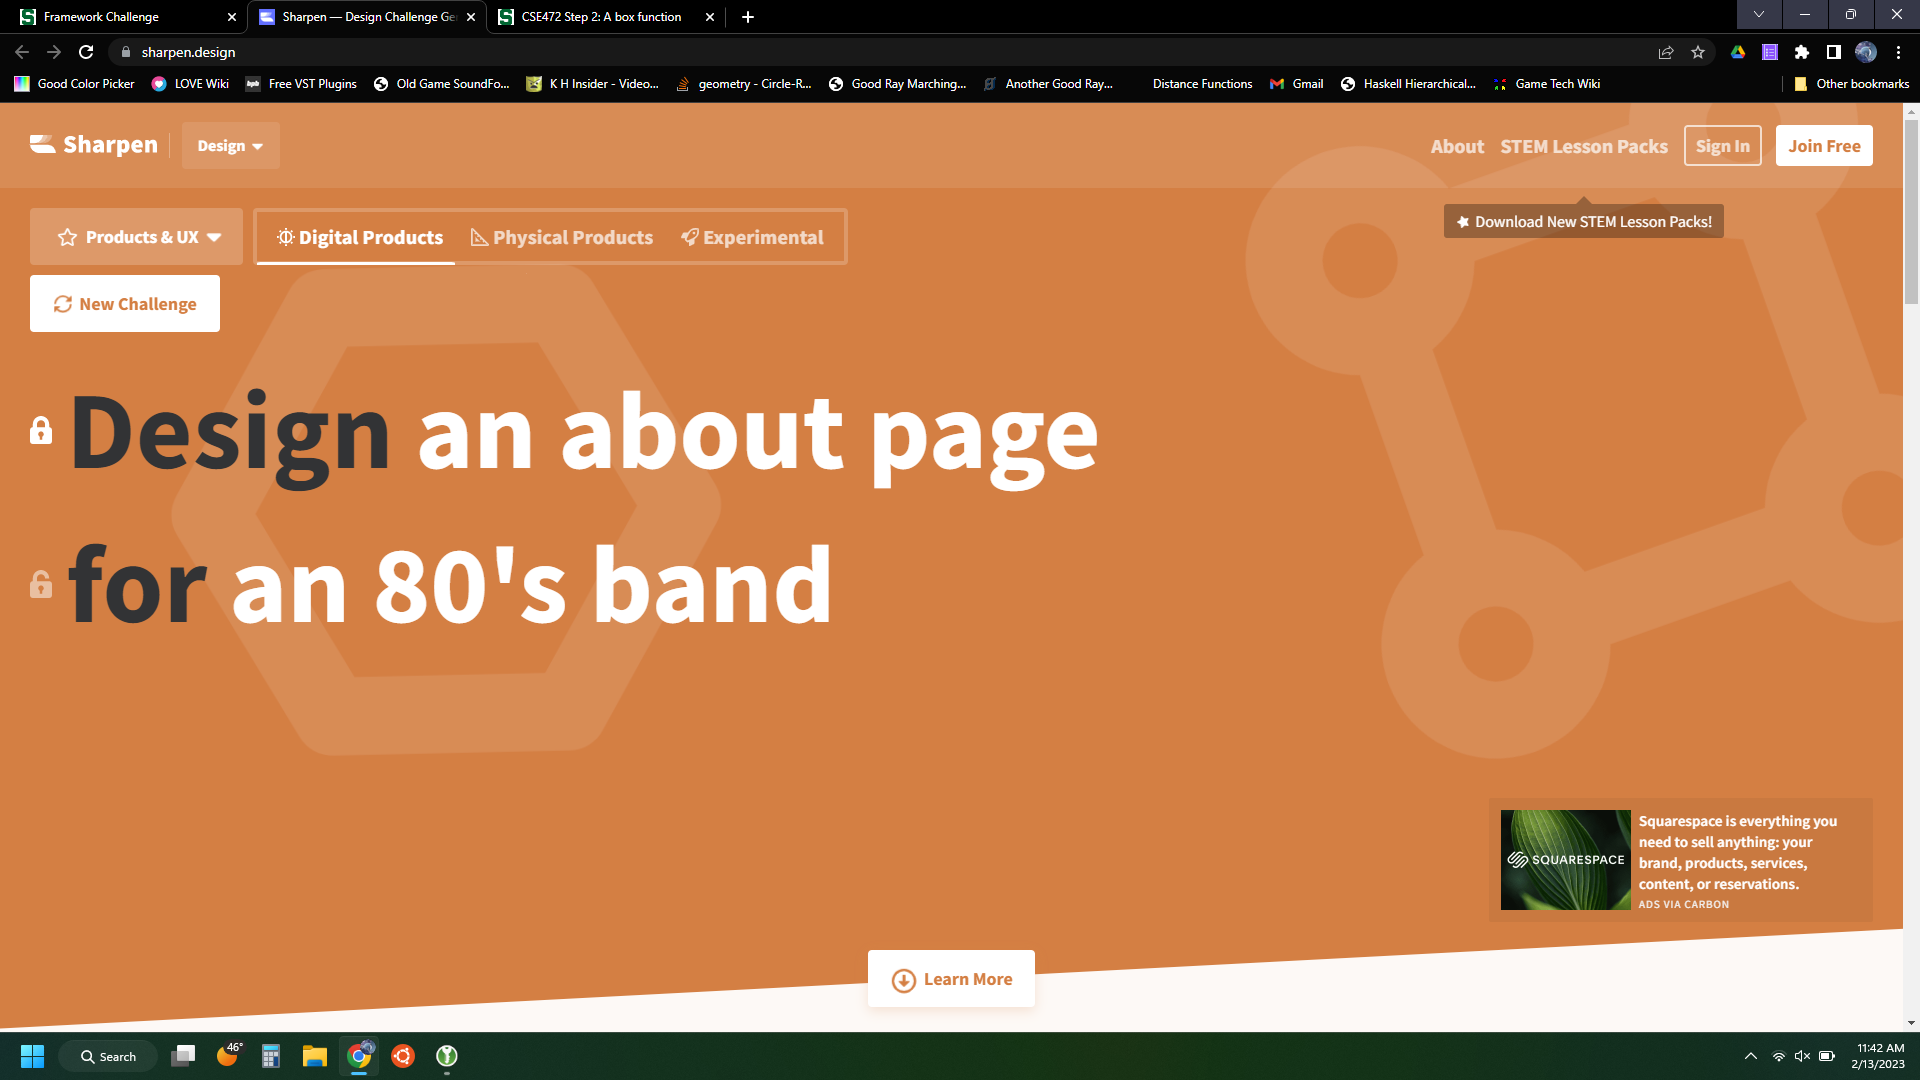 Framework Challenge
Sharpen — Design Challenge Ge
CSE472 Step 2: A box function
sharpen.design
Good Color Picker
LOVE Wiki
Free VST Plugins
Old Game SoundFo...
K H Insider - Video...
geometry - Circle-R...
Good Ray Marching...
Another Good Ray...
Distance Functions
Gmail
Haskell Hierarchical...
Game Tech Wiki
Other bookmarks
Sharpen
Design
About
STEM Lesson Packs
Sign In
Join Free
Download New STEM Lesson Packs!
Products & UX
Digital Products
Physical Products
Experimental
New Challenge
Design an about page
for an 80's band
SQUARESPACE
Squarespace is everything you
need to sell anything: your
brand, products, services,
content, or reservations.
ADS VIA CARBON
Learn More
Search
46°
11:42 AM
2/13/2023